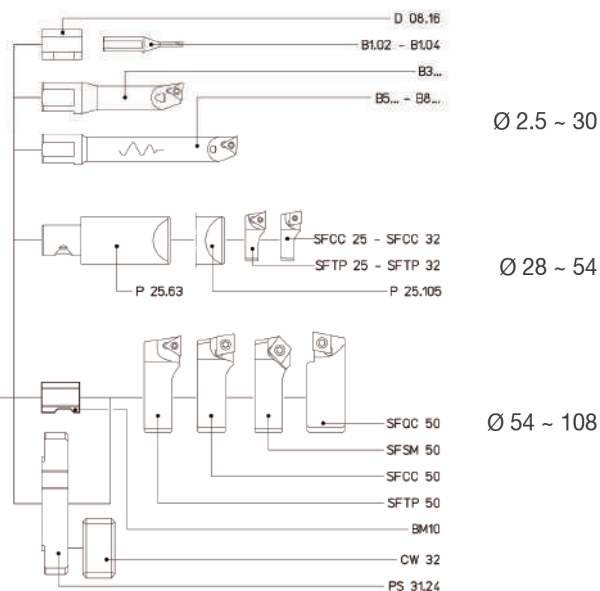 D 08.16
B1.02 - B1.04
B3...
B5... - B8...
Ø 2.5 ~ 30
SFCC 25 - SFCC 32
SFTP 25 - SFTP 32
Ø 28 ~ 54
P 25.63
P 25.105
SFQC 50
Ø 54 ~ 108
SFSM 50
SFCC 50
SFTP 50
BM10
CW 32
PS 31.24